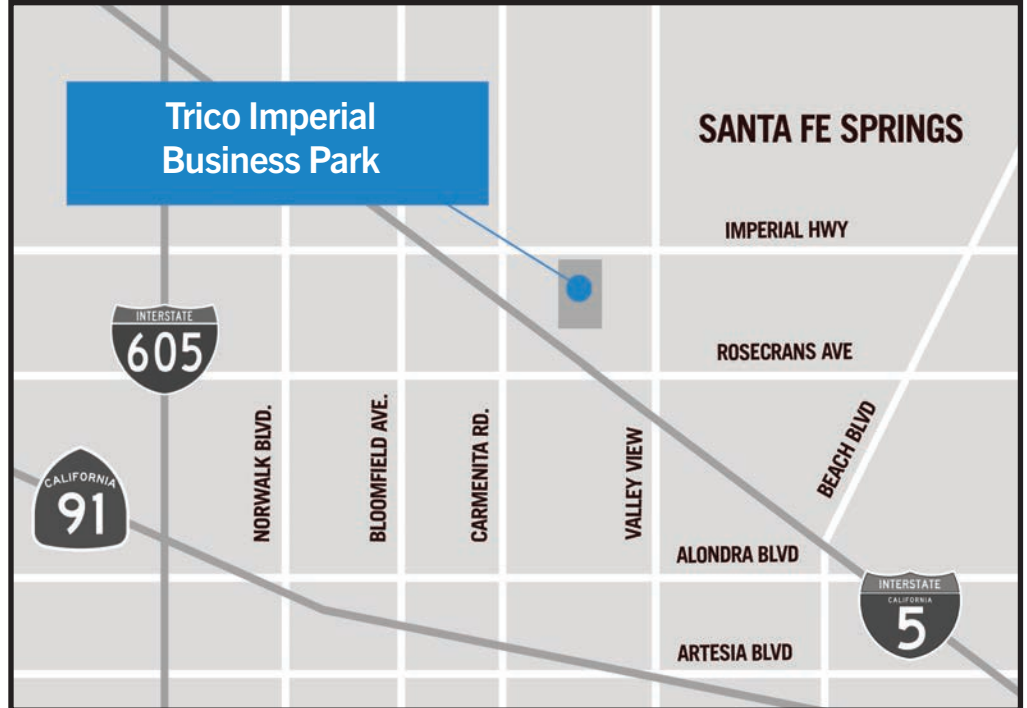 Trico Imperial
Business Park
SANTA FE SPRINGS
IMPERIAL HWY
INTERSTATE
605
ROSECRANS AVE
NORWALK BLVD.
BLOOMFIELD AVE.
CARMENITA RD.
VALLEY VIEW
BEACH BLVD
CALIFORNIA
91
ALONDRA BLVD
INTERSTATE
CALIFORNIA
5
ARTESIA BLVD